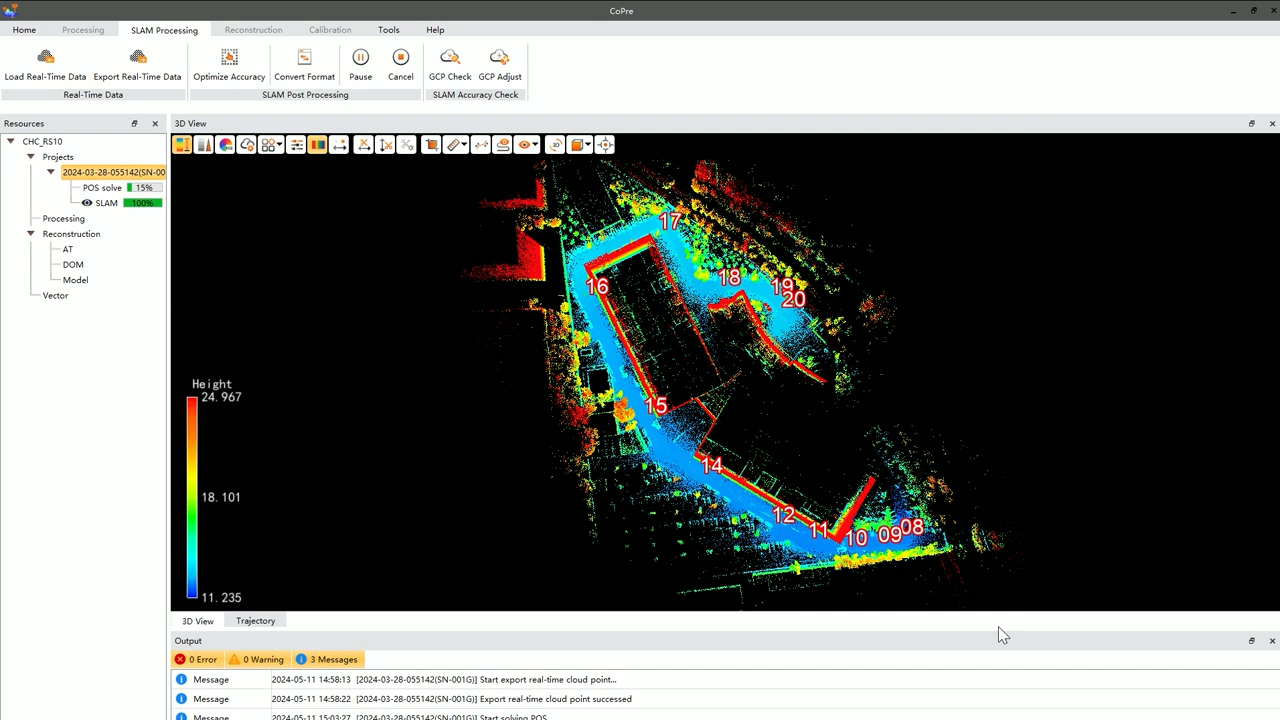 CoPre
Home Processing SLAM Processing Reconstruction Calibration Tools Help
Load Real-Time Data Export Real-Time Data Optimize Accuracy Convert Format Pause Cancel GCP Check GCP Adjust
Real-Time Data SLAM Post Processing SLAM Accuracy Check
Resources
3D View
CHC_RS10
Projects
2024-03-28-055142(SN-00
POS solve 15%
SLAM 100%
Processing
Reconstruction
AT
DOM
Model
Vector
17
18
19
20
16
15
14
12
11
10
09
08
Height
24.967
18.101
11.235
3D View Trajectory
Output
0 Error 0 Warning 3 Messages
Message 2024-05-11 14:58:13 [2024-03-28-055142(SN-001G)] Start export real-time cloud point...
Message 2024-05-11 14:58:22 [2024-03-28-055142(SN-001G)] Export real-time cloud point successed
Message 2024-05-11 15:03:27 [2024-03-28-055142(SN-001G)] Start solving POS